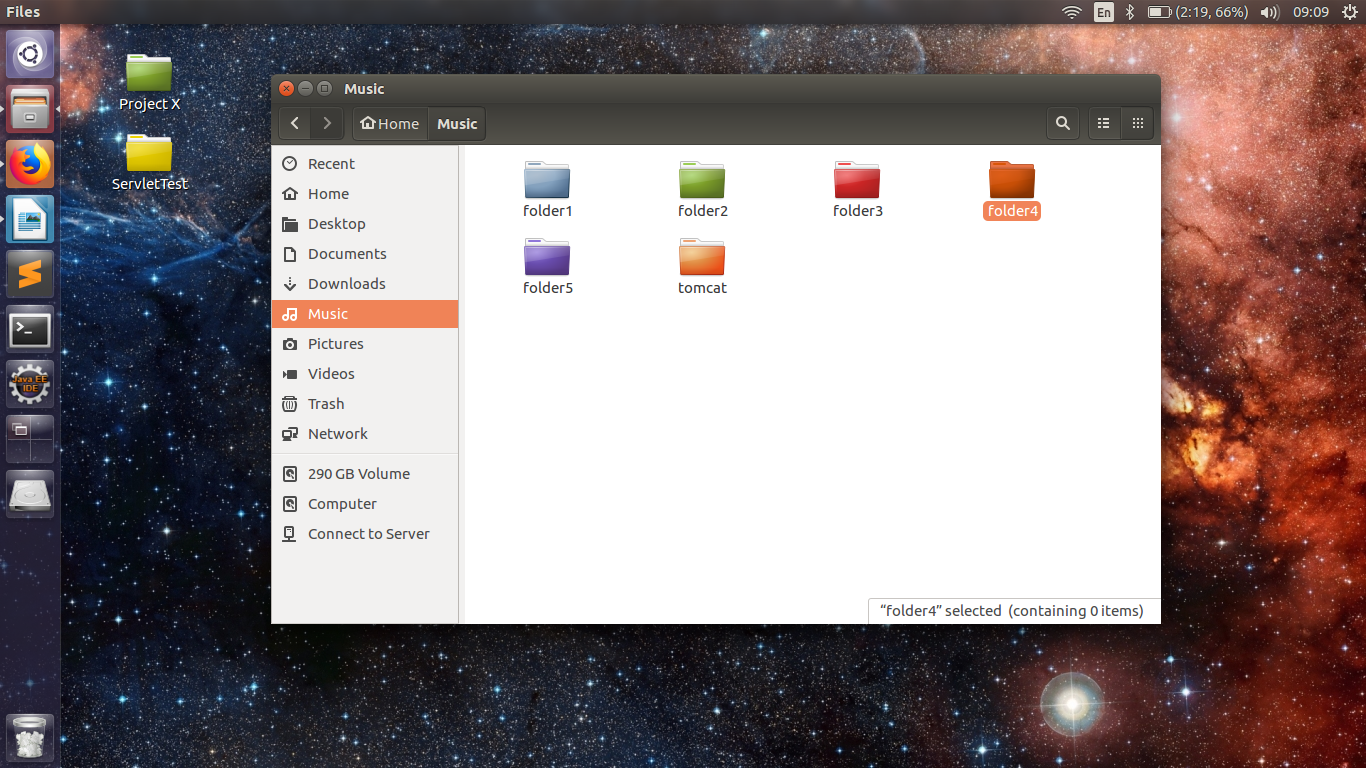 Files
En
(2:19, 66%)
09:09
Project X
ServletTest
Java EE
IDE
>_
Music
Home
Music
Recent
Home
Desktop
Documents
Downloads
Music
Pictures
Videos
Trash
Network
290 GB Volume
Computer
Connect to Server
folder1
folder2
folder3
folder4
folder5
tomcat
“folder4” selected (containing 0 items)